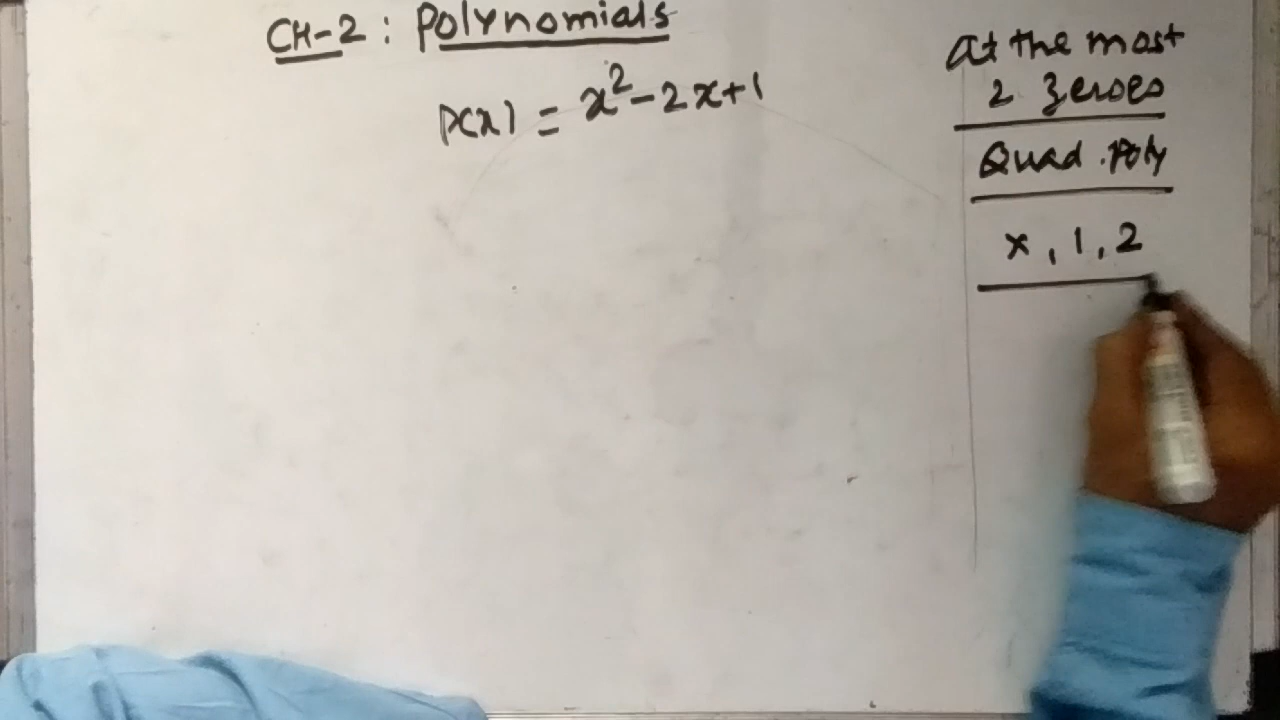 CH-2 : Polynomials
P(x) = x²-2x+1
at the most
2 zeroes
Quad. Poly
x, 1, 2